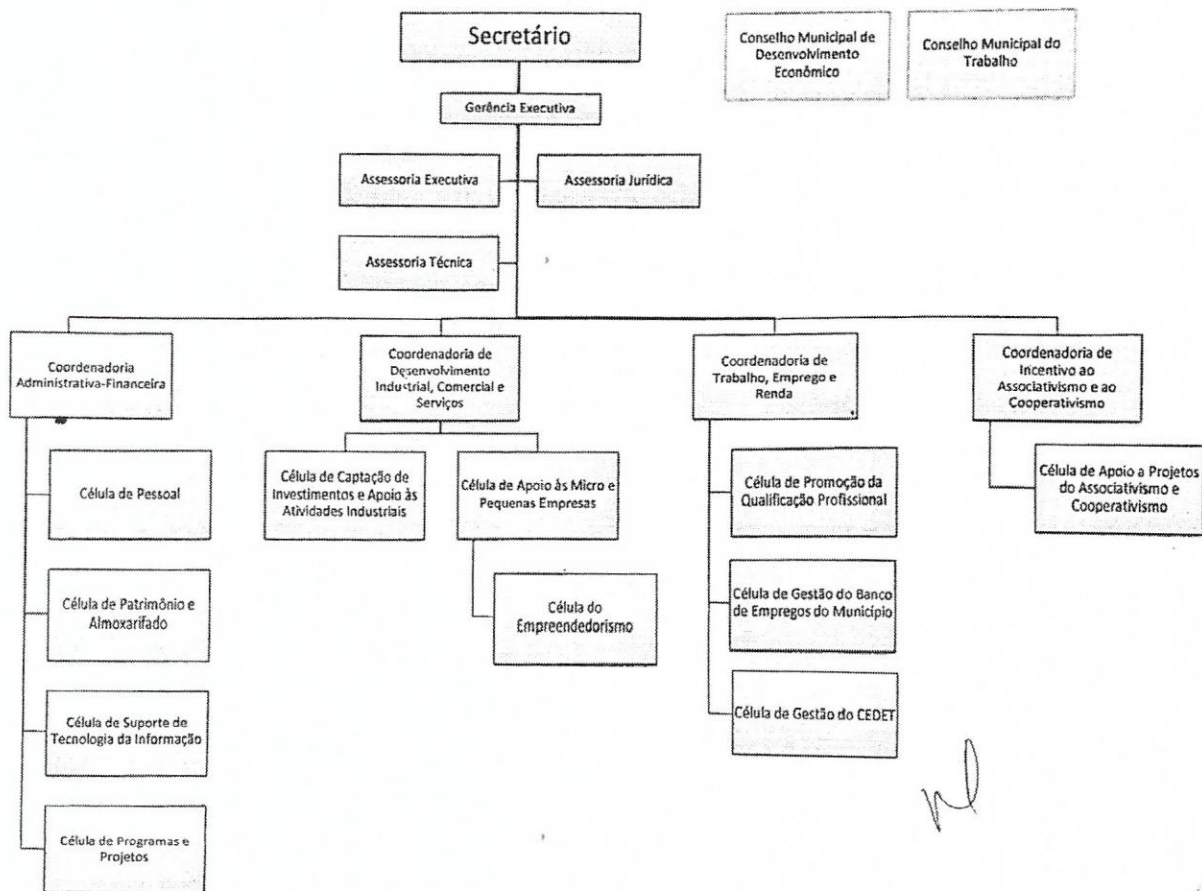 Secretário
Conselho Municipal de
Desenvolvimento
Econômico
Conselho Municipal do
Trabalho
Gerência Executiva
Assessoria Executiva
Assessoria Jurídica
Assessoria Técnica
Coordenadoria
Administrativa-Financeira
Coordenadoria de
Desenvolvimento
Industrial, Comercial e
Serviços
Coordenadoria de
Trabalho, Emprego e
Renda
Coordenadoria de
Incentivo ao
Associativismo e ao
Cooperativismo
Célula de Pessoal
Célula de Patrimônio e
Almoxarifado
Célula de Suporte de
Tecnologia da Informação
Célula de Programas e
Projetos
Célula de Captação de
Investimentos e Apoio às
Atividades Industriais
Célula de Apoio às Micro e
Pequenas Empresas
Célula do
Empreendedorismo
Célula de Promoção da
Qualificação Profissional
Célula de Gestão do Banco
de Empregos do Município
Célula de Gestão do CEDET
Célula de Apoio a Projetos
do Associativismo e
Cooperativismo